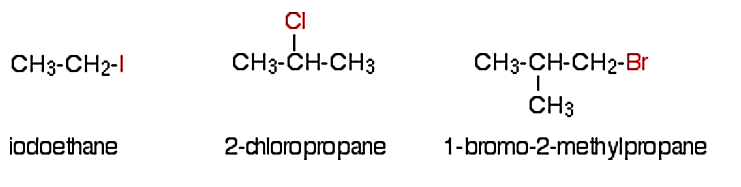 Cl
CH3-CH2-I
CH3-CH-CH3
CH3-CH-CH2-Br
CH3
iodoethane
2-chloropropane
1-bromo-2-methylpropane